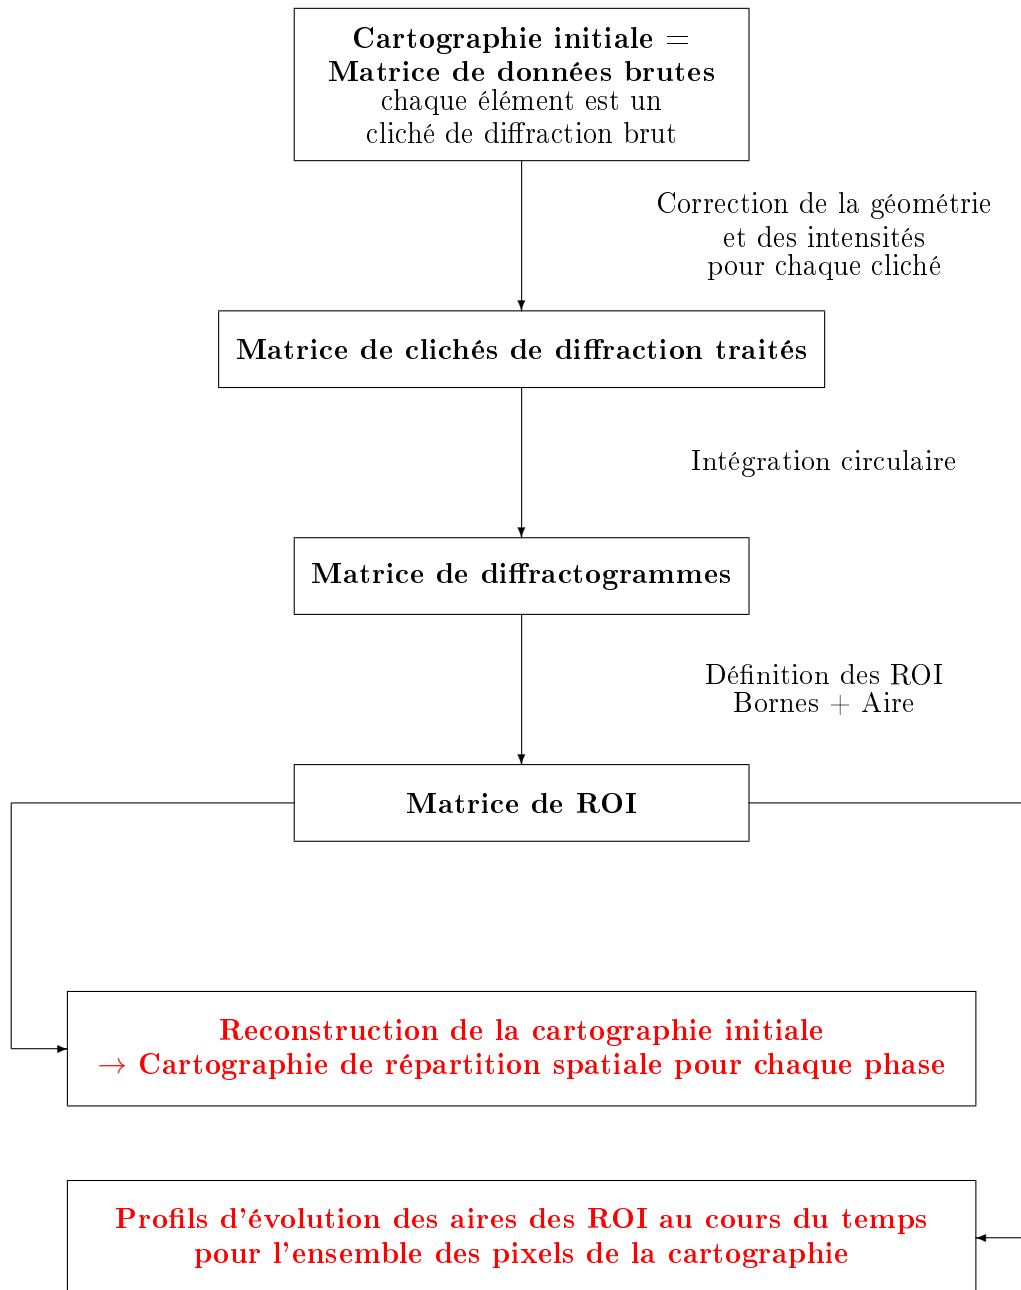 Cartographie initiale =
Matrice de données brutes
chaque élément est un
cliché de diffraction brut
Correction de la géométrie
et des intensités
pour chaque cliché
Matrice de clichés de diffraction traités
Intégration circulaire
Matrice de diffractogrammes
Définition des ROI
Bornes + Aire
Matrice de ROI
Reconstruction de la cartographie initiale
→ Cartographie de répartition spatiale pour chaque phase
Profils d'évolution des aires des ROI au cours du temps
pour l'ensemble des pixels de la cartographie